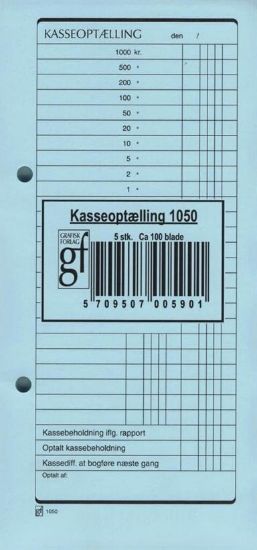 KASSEOPTÆLLING den /
1000 kr.
500 "
200 "
100 "
50 "
20 "
10 "
5 "
2 "
1 "
Kasseoptælling 1050
GRAFISK
FORLAG
gf
5 stk. Ca 100 blade
5 709507 005901
Kassebeholdning iflg. rapport
Optalt kassebeholdning
Kassediff. at bogføre næste gang
Optalt af:
gf 1050